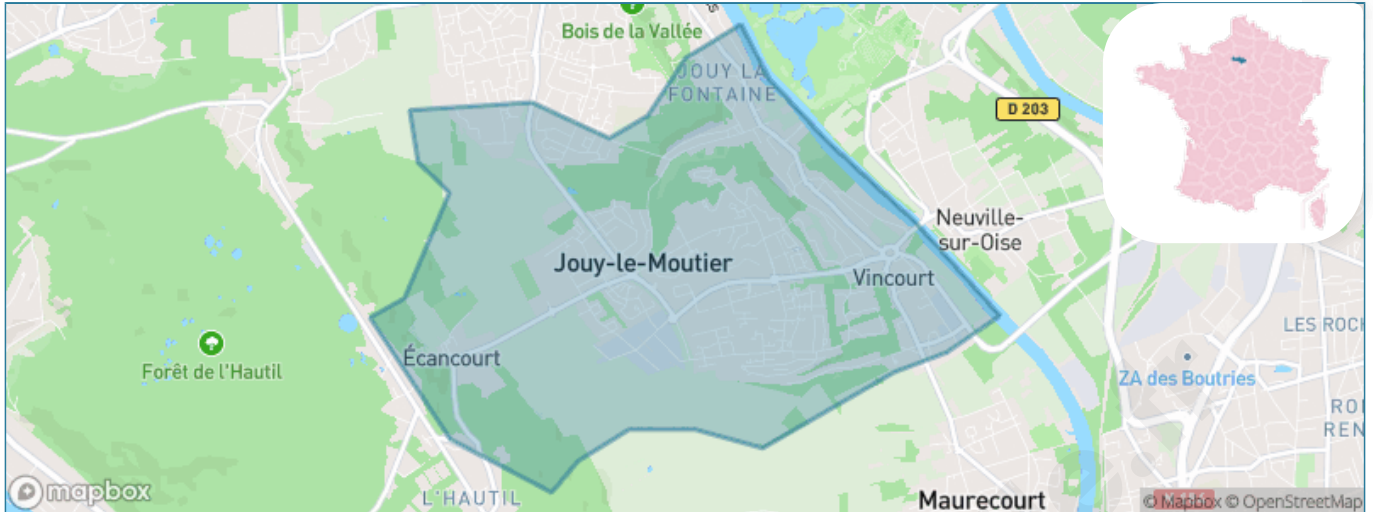 Bois de la Vallée
JOUY LA
FONTAINE
D 203
Neuville-
sur-Oise
Jouy-le-Moutier
Vincourt
LES ROCH
Écancourt
Forêt de l'Hautil
ZA des Boutries
RO
REN
mapbox
L'HAUTIL
Maurecourt
© Mapbox © OpenStreetMap